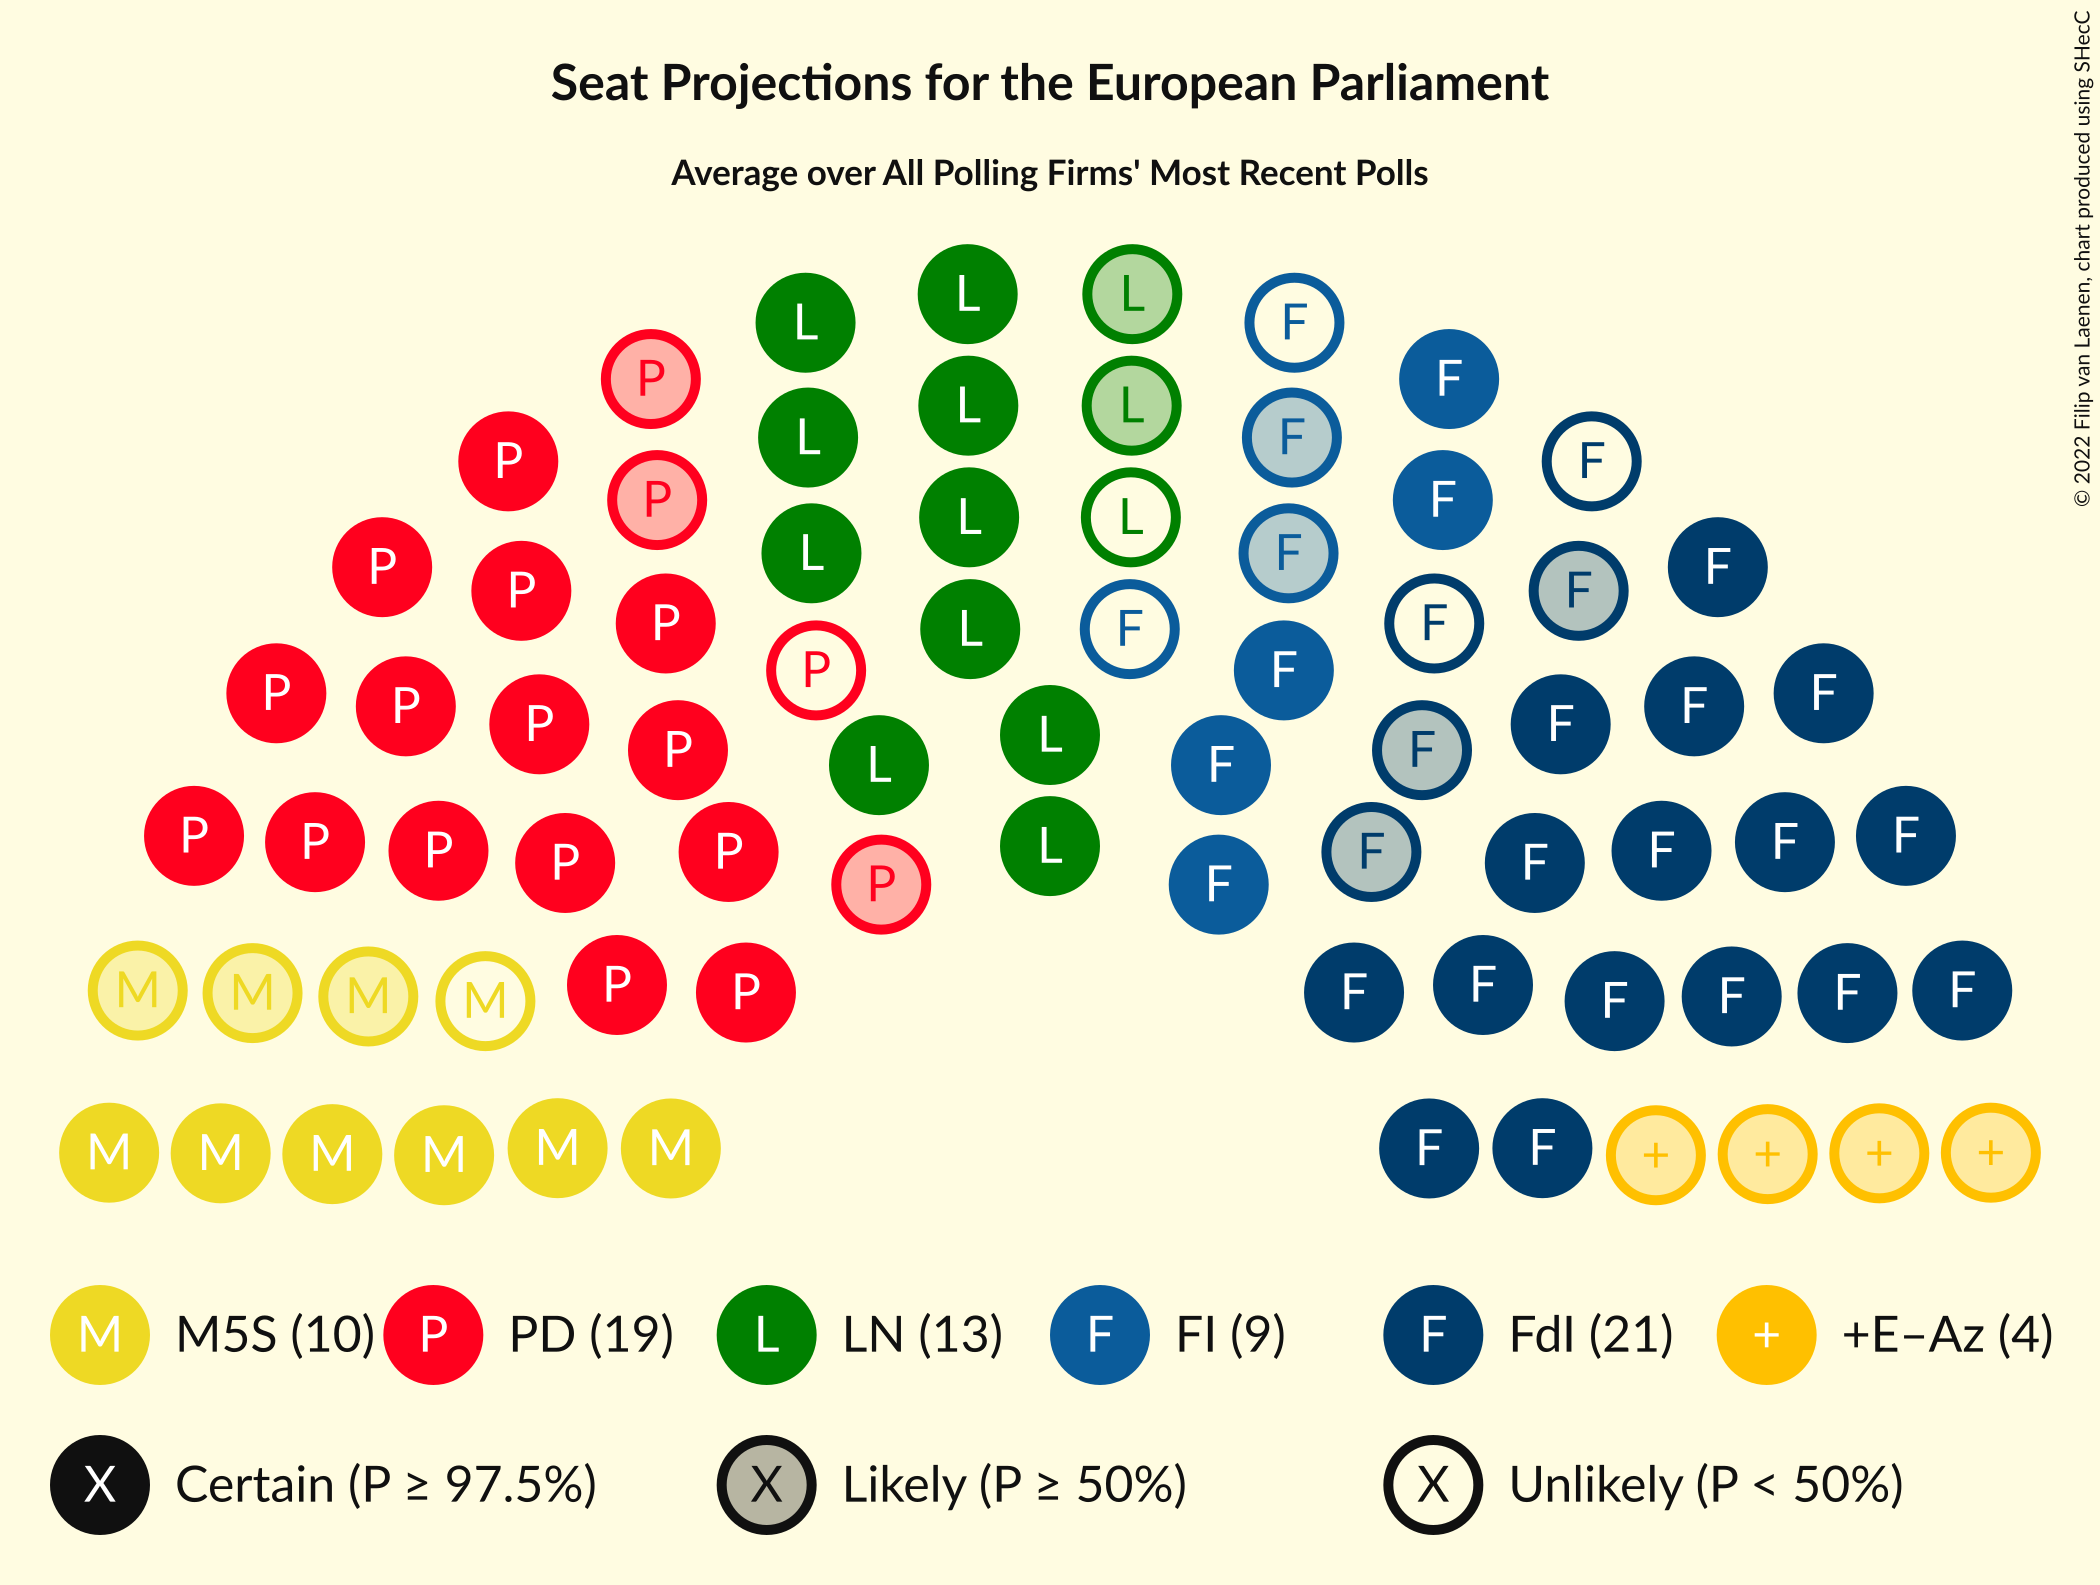 Seat Projections for the European Parliament
Average over All Polling Firms' Most Recent Polls
© 2022 Filip van Laenen, chart produced using SHecC
L L
L L F F
P L L F F
P L L F F
P P L L F F
P P L F F F
P P P L F F F
P P P L F F F
P P L F F F
P P P P P L F F F F F F
P L F F
M M M M P P F F F F F F
M M M M M M F F + + + +
M M5S (10) P PD (19) L LN (13) F FI (9) F FdI (21) + +E–Az (4)
X Certain (P ≥ 97.5%) X Likely (P ≥ 50%) X Unlikely (P < 50%)